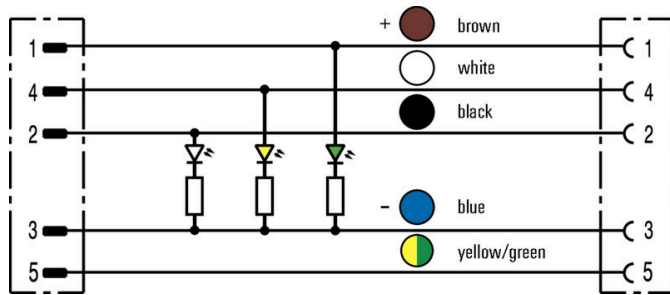 1 + brown 1
white
4 4
black
2 2
- blue
3 3
yellow/green
5 5